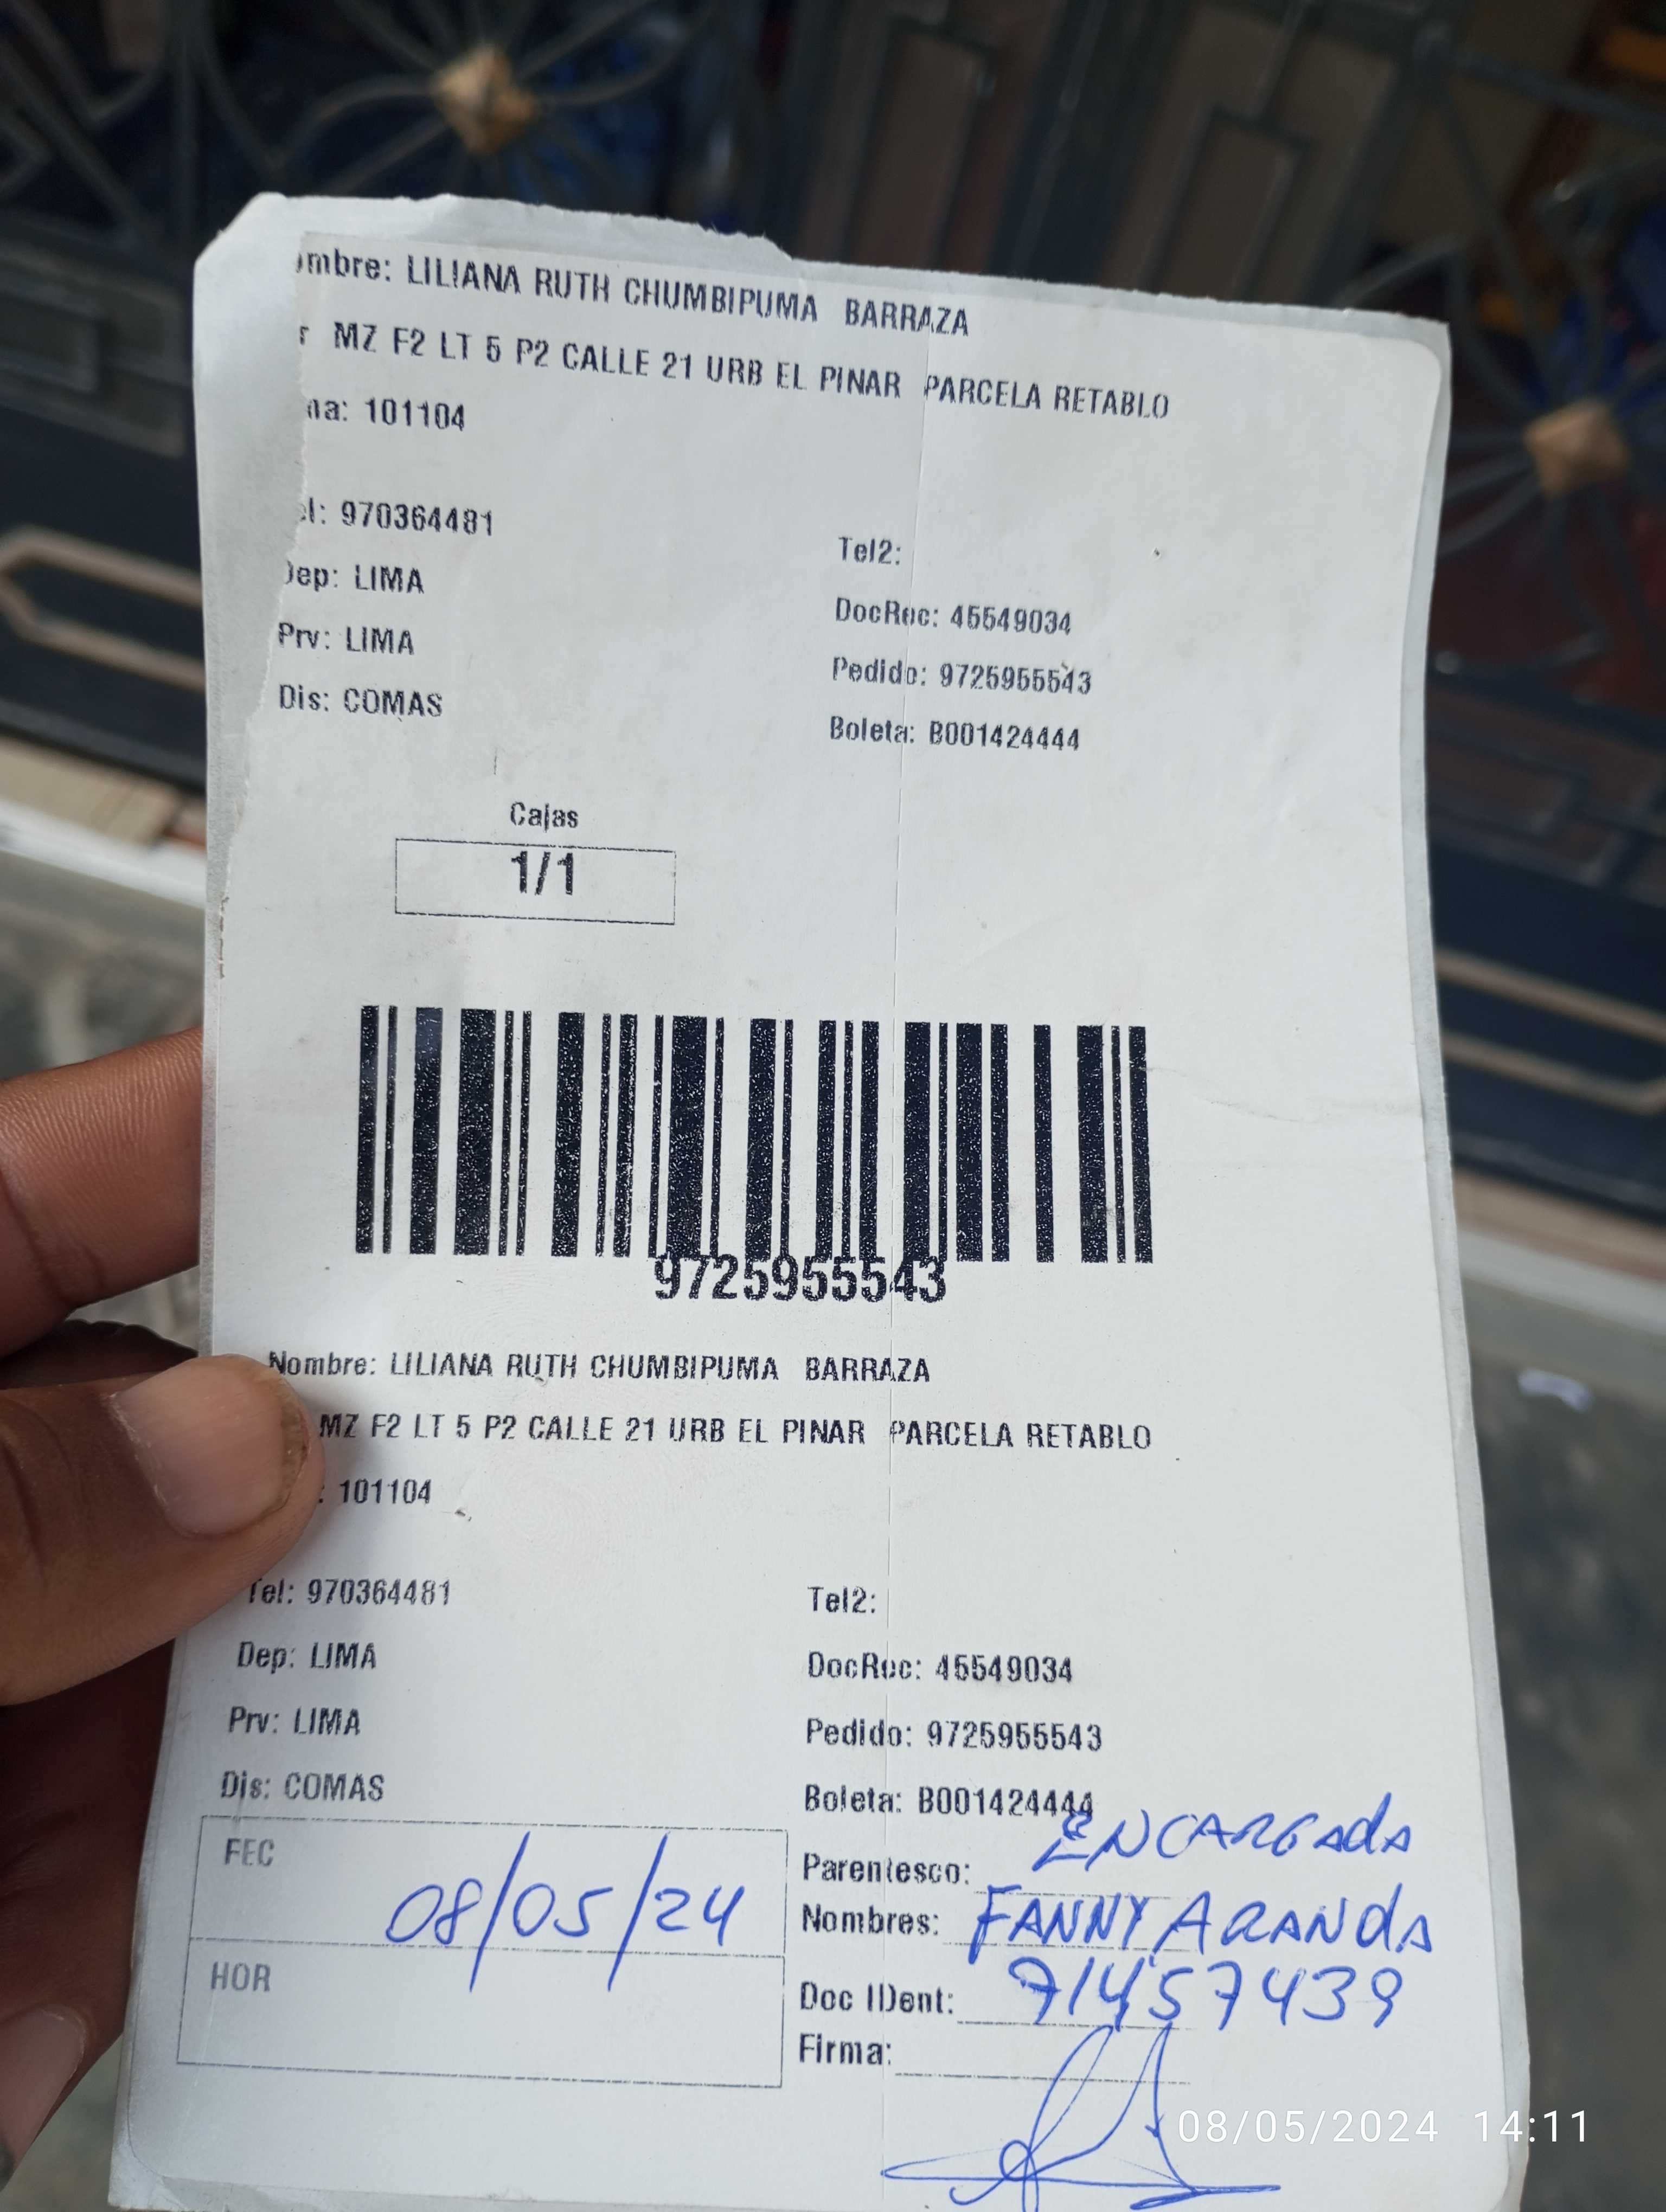 mbre: LILIANA RUTH CHUMBIPUMA BARRAZA
r MZ F2 LT 5 P2 CALLE 21 URB EL PINAR PARCELA RETABLO
na: 101104
el: 970364481
Tel2:
Dep: LIMA
DocRec: 45549034
Prv: LIMA
Pedido: 9725955543
Dis: COMAS
Boleta: B001424444
Cajas
1/1
9725955543
Nombre: LILIANA RUTH CHUMBIPUMA BARRAZA
MZ F2 LT 5 P2 CALLE 21 URB EL PINAR PARCELA RETABLO
: 101104
Tel: 970364481
Tel2:
Dep: LIMA
DocRec: 45549034
Prv: LIMA
Pedido: 9725955543
Dis: COMAS
Boleta: B001424444
FEC 08/05/24
Parentesco: ENCARGAdA
Nombres: FANNY ARANdA
HOR
Doc IDent: 71457439
Firma:
08/05/2024 14:11